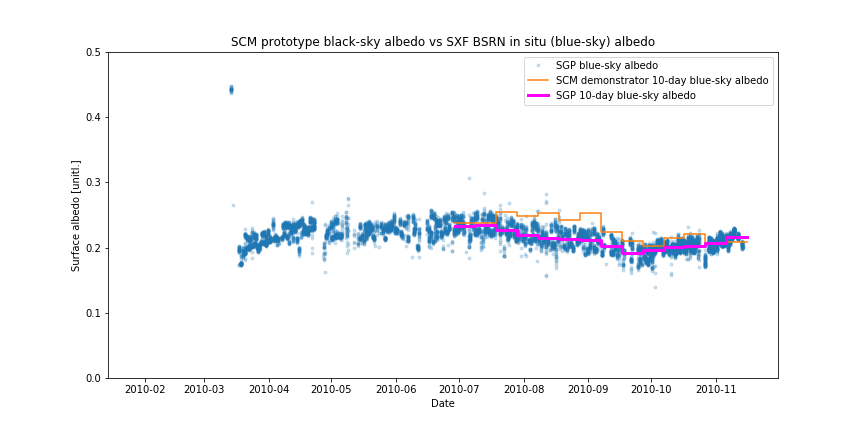 SCM prototype black-sky albedo vs SXF BSRN in situ (blue-sky) albedo
0.5
0.4
0.3
0.2
0.1
0.0
Surface albedo [unitl.]
SGP blue-sky albedo
SCM demonstrator 10-day blue-sky albedo
SGP 10-day blue-sky albedo
2010-02 2010-03 2010-04 2010-05 2010-06 2010-07 2010-08 2010-09 2010-10 2010-11
Date